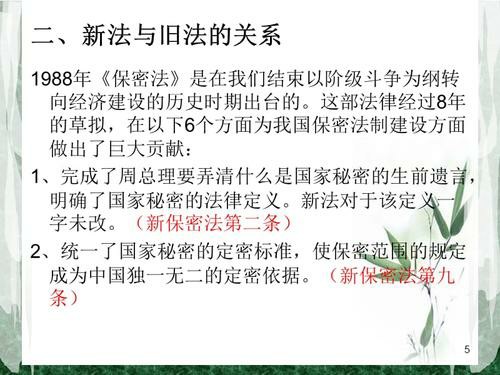 二、新法与旧法的关系
1988年《保密法》是在我们结束以阶级斗争为纲转
向经济建设的历史时期出台的。这部法律经过8年
的草拟，在以下6个方面为我国保密法制建设方面
做出了巨大贡献：
1、完成了周总理要弄清什么是国家秘密的生前遗言，
明确了国家秘密的法律定义。新法对于该定义一
字未改。（新保密法第二条）
2、统一了国家秘密的定密标准，使保密范围的规定
成为中国独一无二的定密依据。（新保密法第九
条）
5